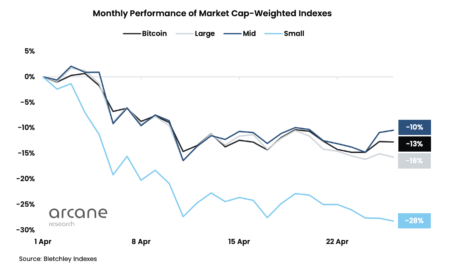 Monthly Performance of Market Cap-Weighted Indexes
Bitcoin Large Mid Small
5%
0%
-5%
-10%
-15%
-20%
-25%
-30%
-10%
-13%
-16%
-28%
arcane
research
1 Apr 8 Apr 15 Apr 22 Apr
Source: Bletchley Indexes